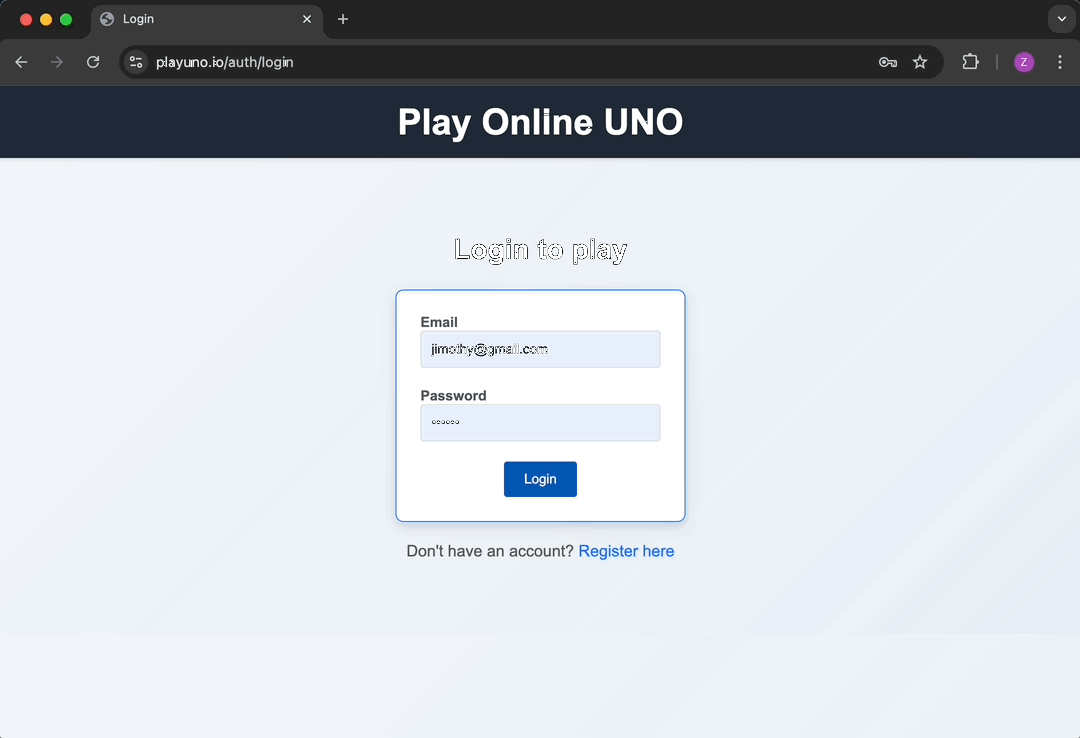 Login
playuno.io/auth/login
Z
Play Online UNO
Login to play
Email
jimothy@gmail.com
Password
••••••
Login
Don't have an account? Register here